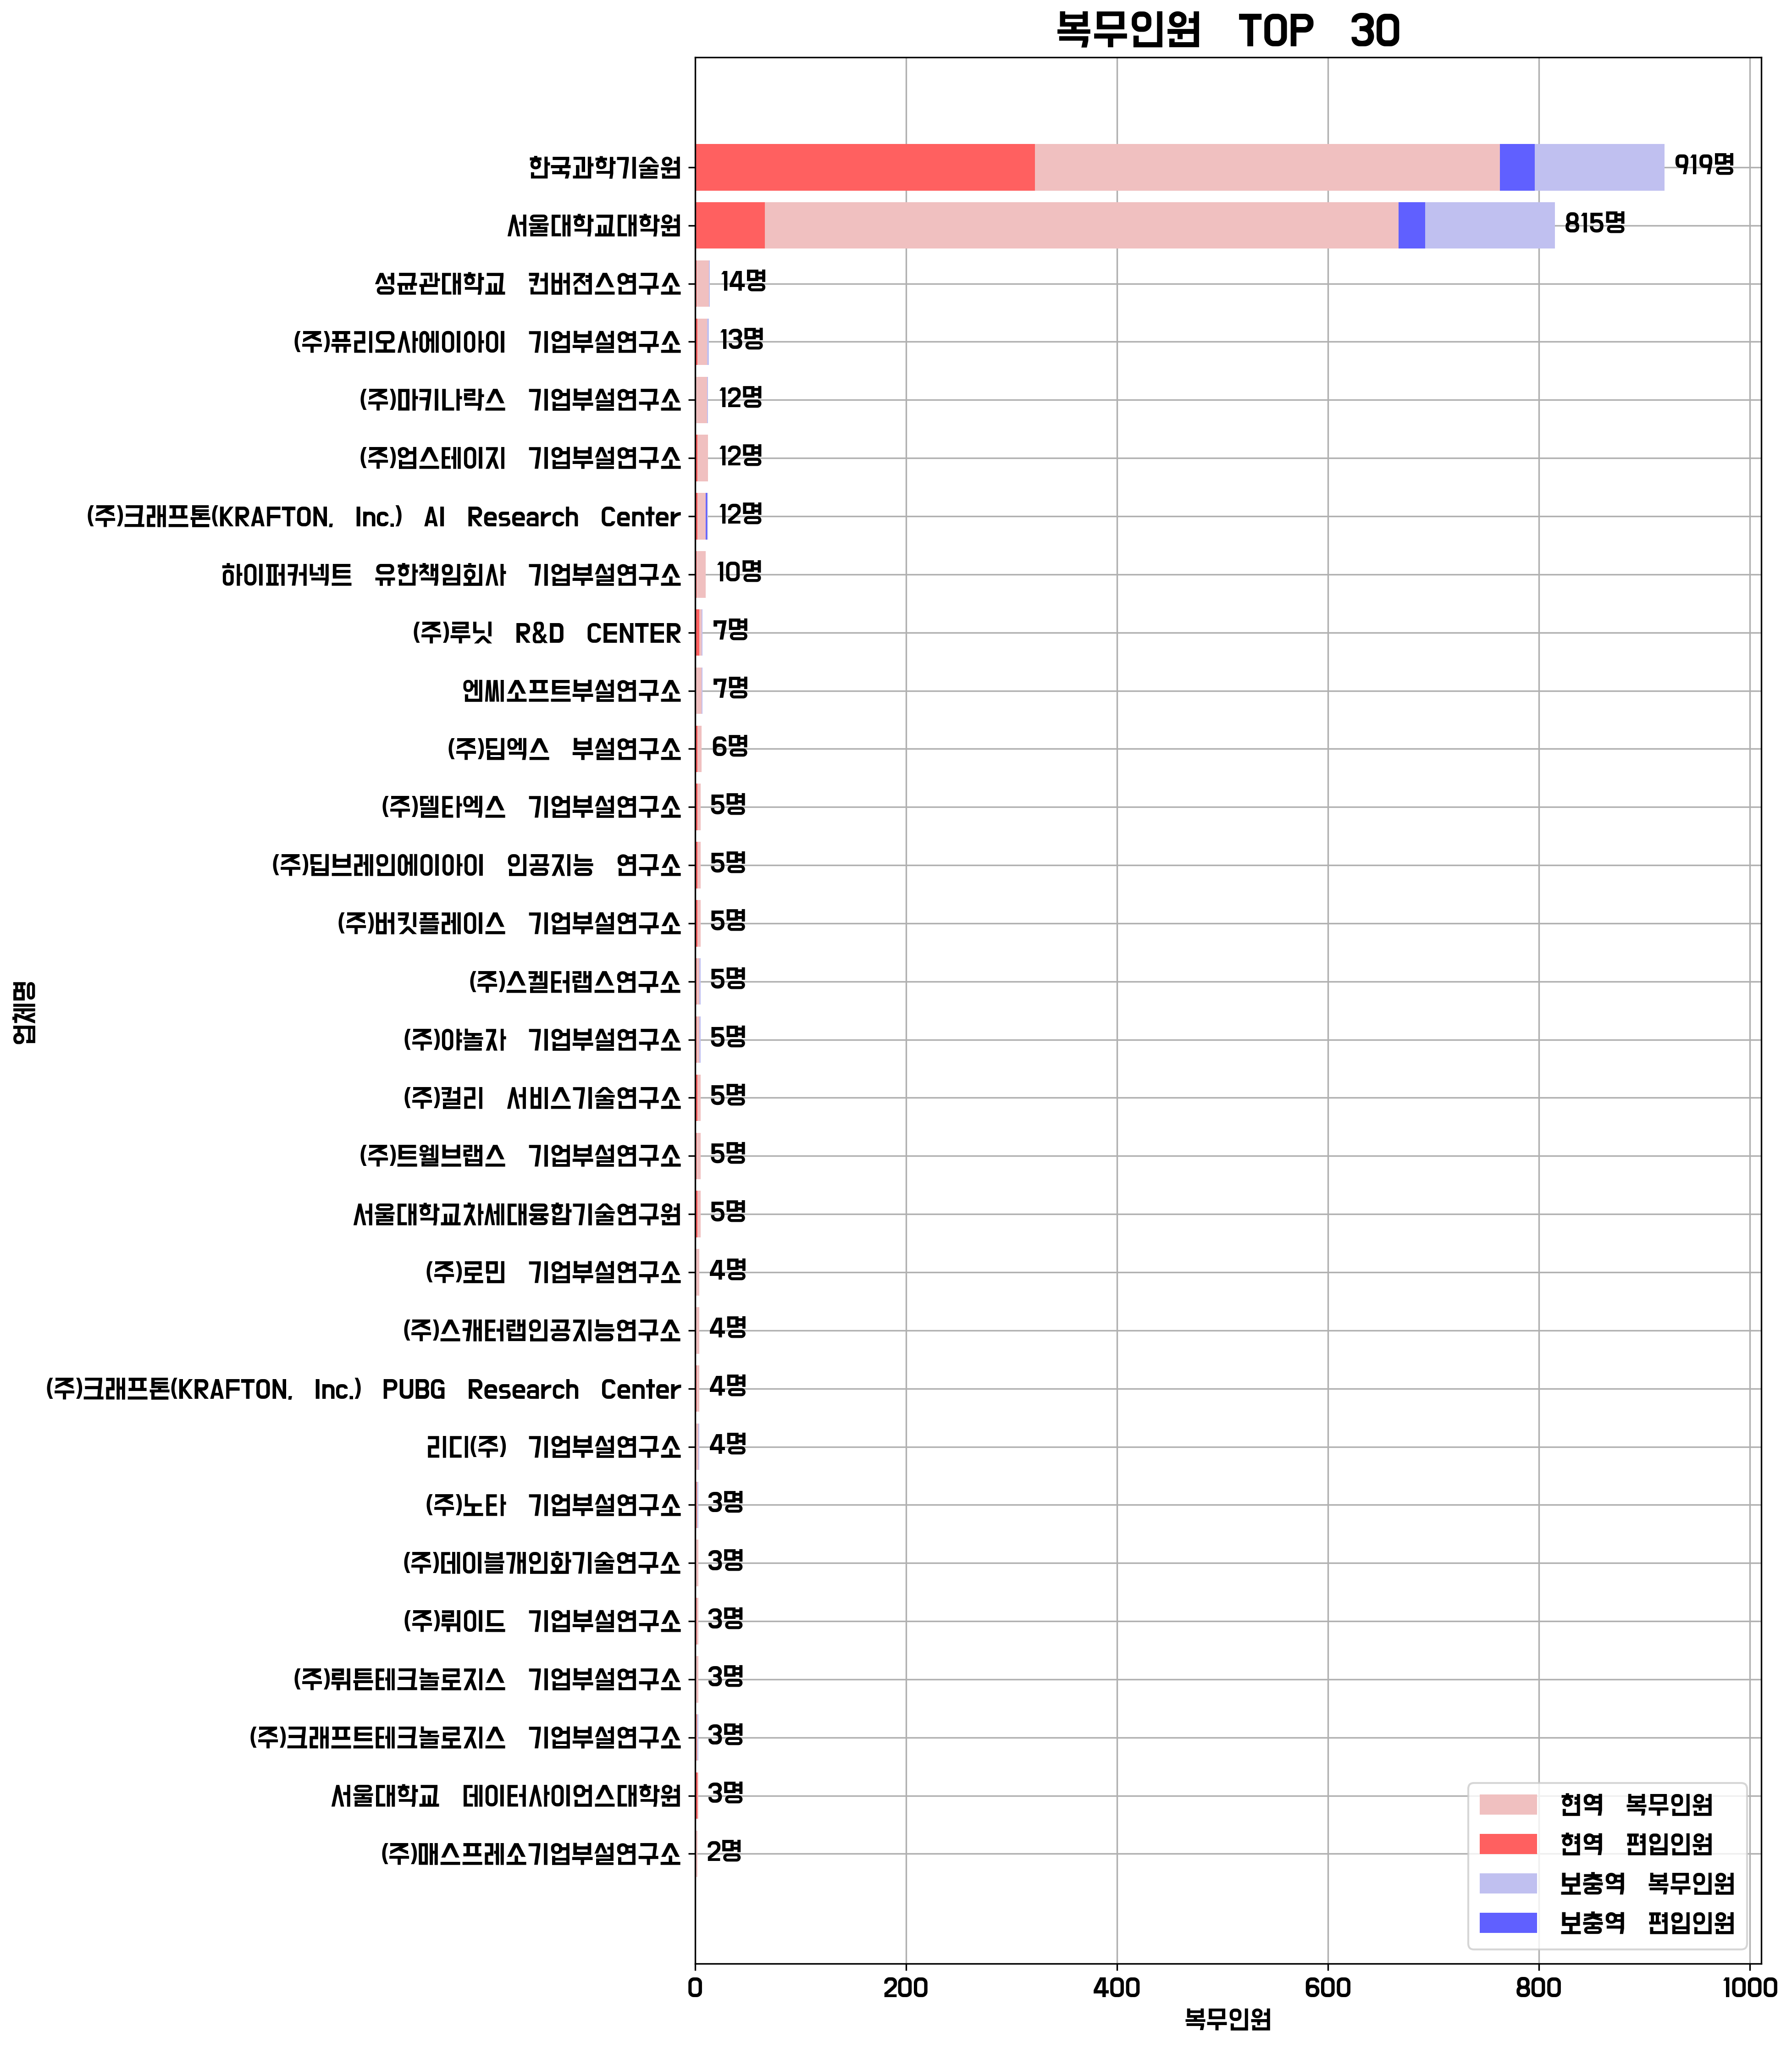 복무인원 TOP 30
한국과학기술원 919명
서울대학교대학원 815명
성균관대학교 컨버젼스연구소 14명
(주)퓨리오사에이아이 기업부설연구소 13명
(주)마키나락스 기업부설연구소 12명
(주)업스테이지 기업부설연구소 12명
(주)크래프톤(KRAFTON, Inc.) AI Research Center 12명
하이퍼커넥트 유한책임회사 기업부설연구소 10명
(주)루닛 R&D CENTER 7명
엔씨소프트부설연구소 7명
(주)딥엑스 부설연구소 6명
(주)델타엑스 기업부설연구소 5명
(주)딥브레인에이아이 인공지능 연구소 5명
(주)버킷플레이스 기업부설연구소 5명
(주)스켈터랩스연구소 5명
(주)야놀자 기업부설연구소 5명
(주)컬리 서비스기술연구소 5명
(주)트웰브랩스 기업부설연구소 5명
서울대학교차세대융합기술연구원 5명
(주)로민 기업부설연구소 4명
(주)스캐터랩인공지능연구소 4명
(주)크래프톤(KRAFTON, Inc.) PUBG Research Center 4명
리디(주) 기업부설연구소 4명
(주)노타 기업부설연구소 3명
(주)데이블개인화기술연구소 3명
(주)뤼이드 기업부설연구소 3명
(주)뤼튼테크놀로지스 기업부설연구소 3명
(주)크래프트테크놀로지스 기업부설연구소 3명
서울대학교 데이터사이언스대학원 3명
(주)매스프레소기업부설연구소 2명
업체명
현역 복무인원
현역 편입인원
보충역 복무인원
보충역 편입인원
0 200 400 600 800 1000
복무인원